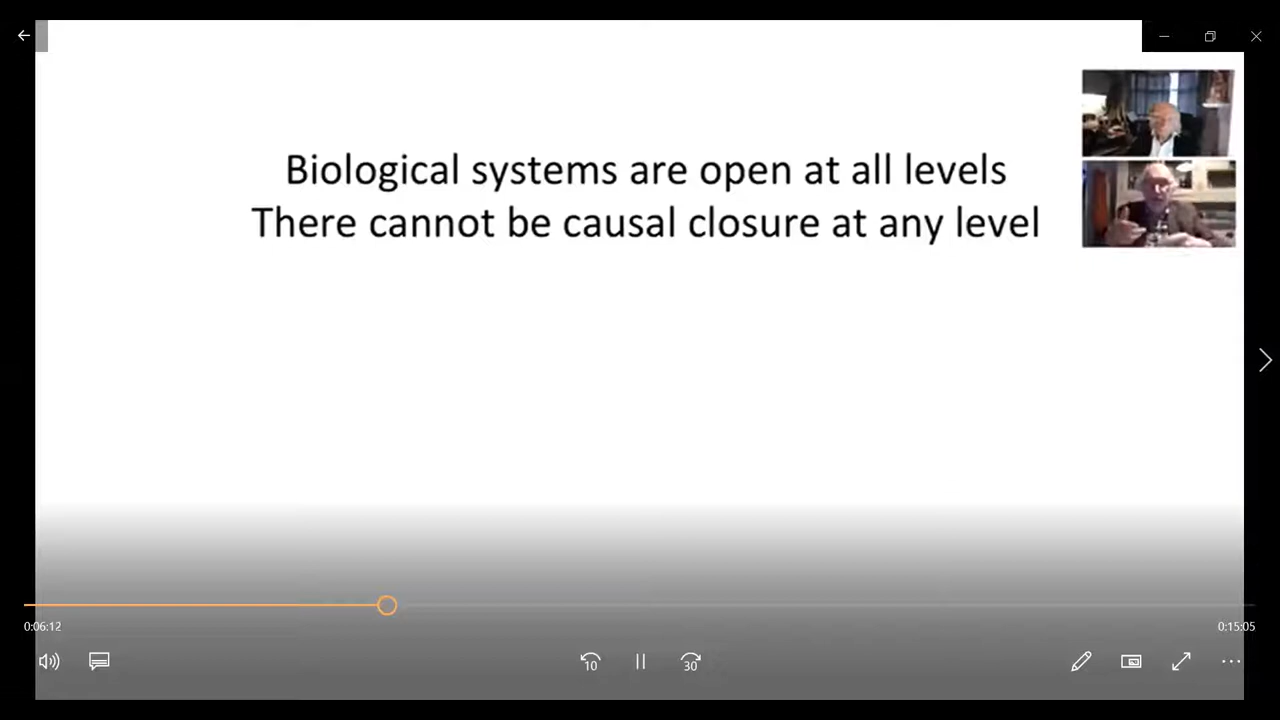 Biological systems are open at all levels
There cannot be causal closure at any level
0:06:12
0:15:05
10
30